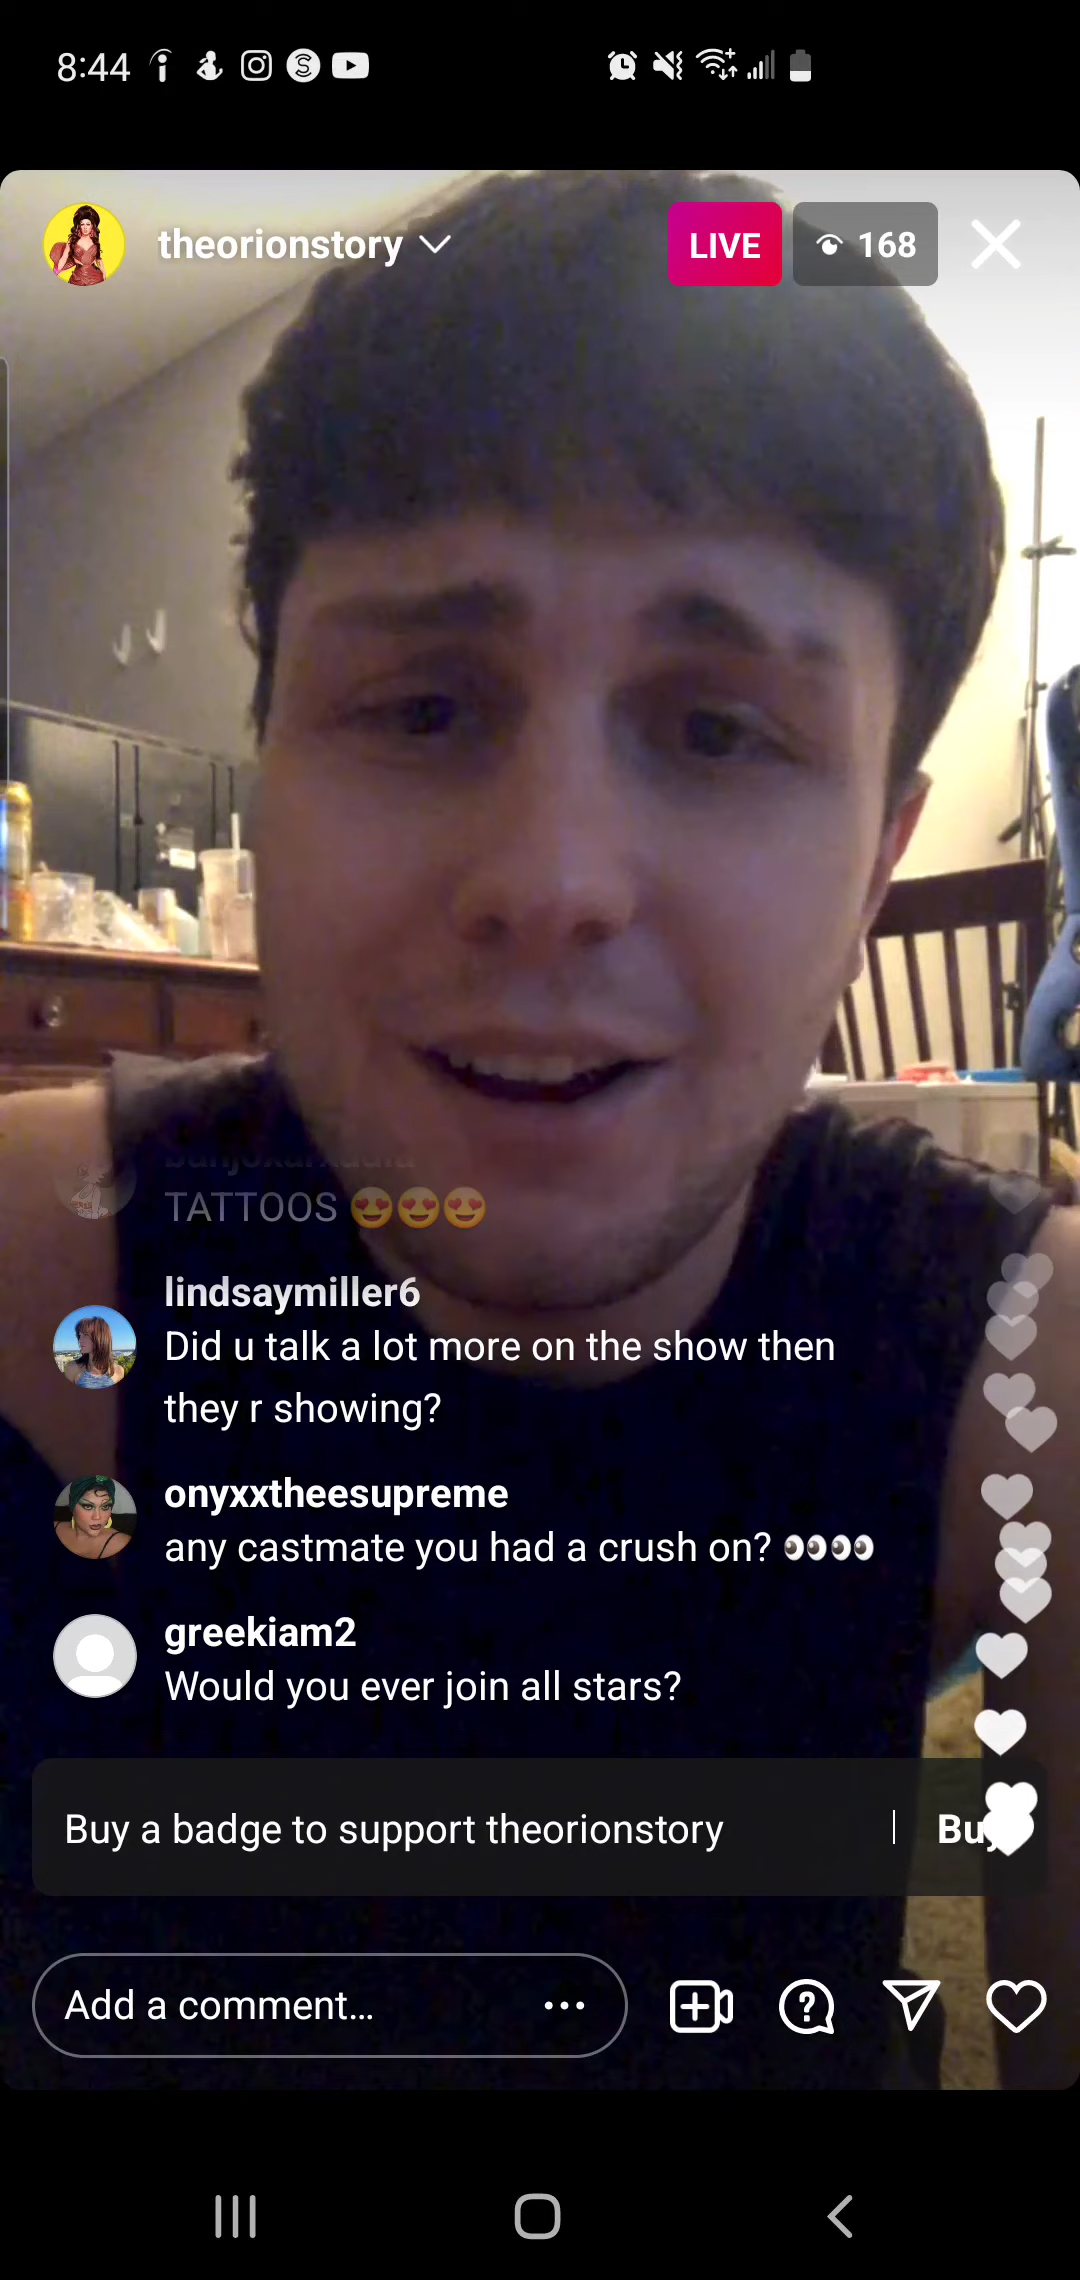 8:44
theorionstory
LIVE
168
TATTOOS 😍😍😍
lindsaymiller6
Did u talk a lot more on the show then
they r showing?
onyxxtheesupreme
any castmate you had a crush on? 👀👀
greekiam2
Would you ever join all stars?
Buy a badge to support theorionstory
Add a comment...